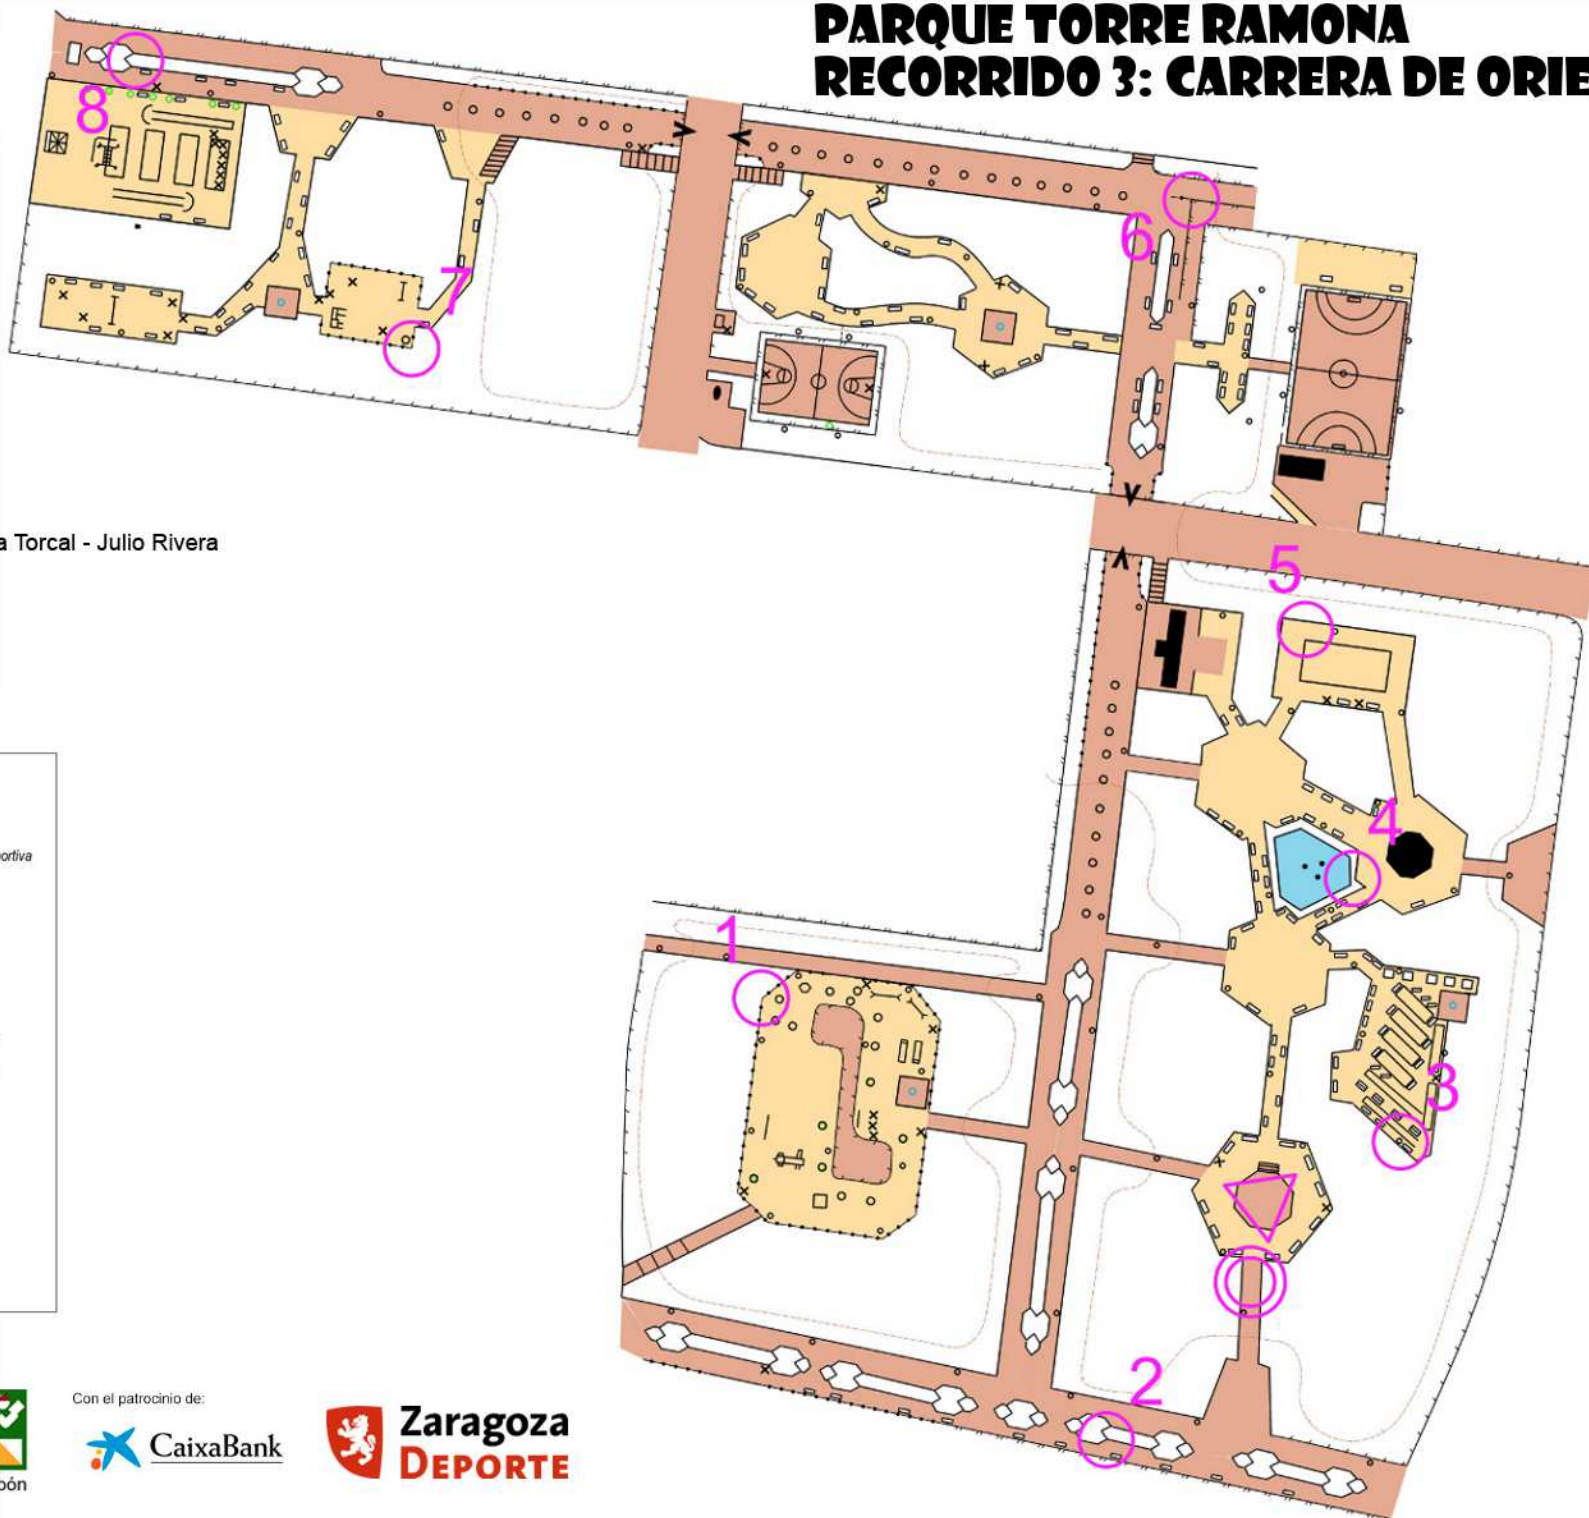 PARQUE TORRE RAMONA
RECORRIDO 3: CARRERA DE ORIE
8
6
7
a Torcal - Julio Rivera
5
4
ortiva
1
3
2
Con el patrocinio de:
CaixaBank
Zaragoza
DEPORTE